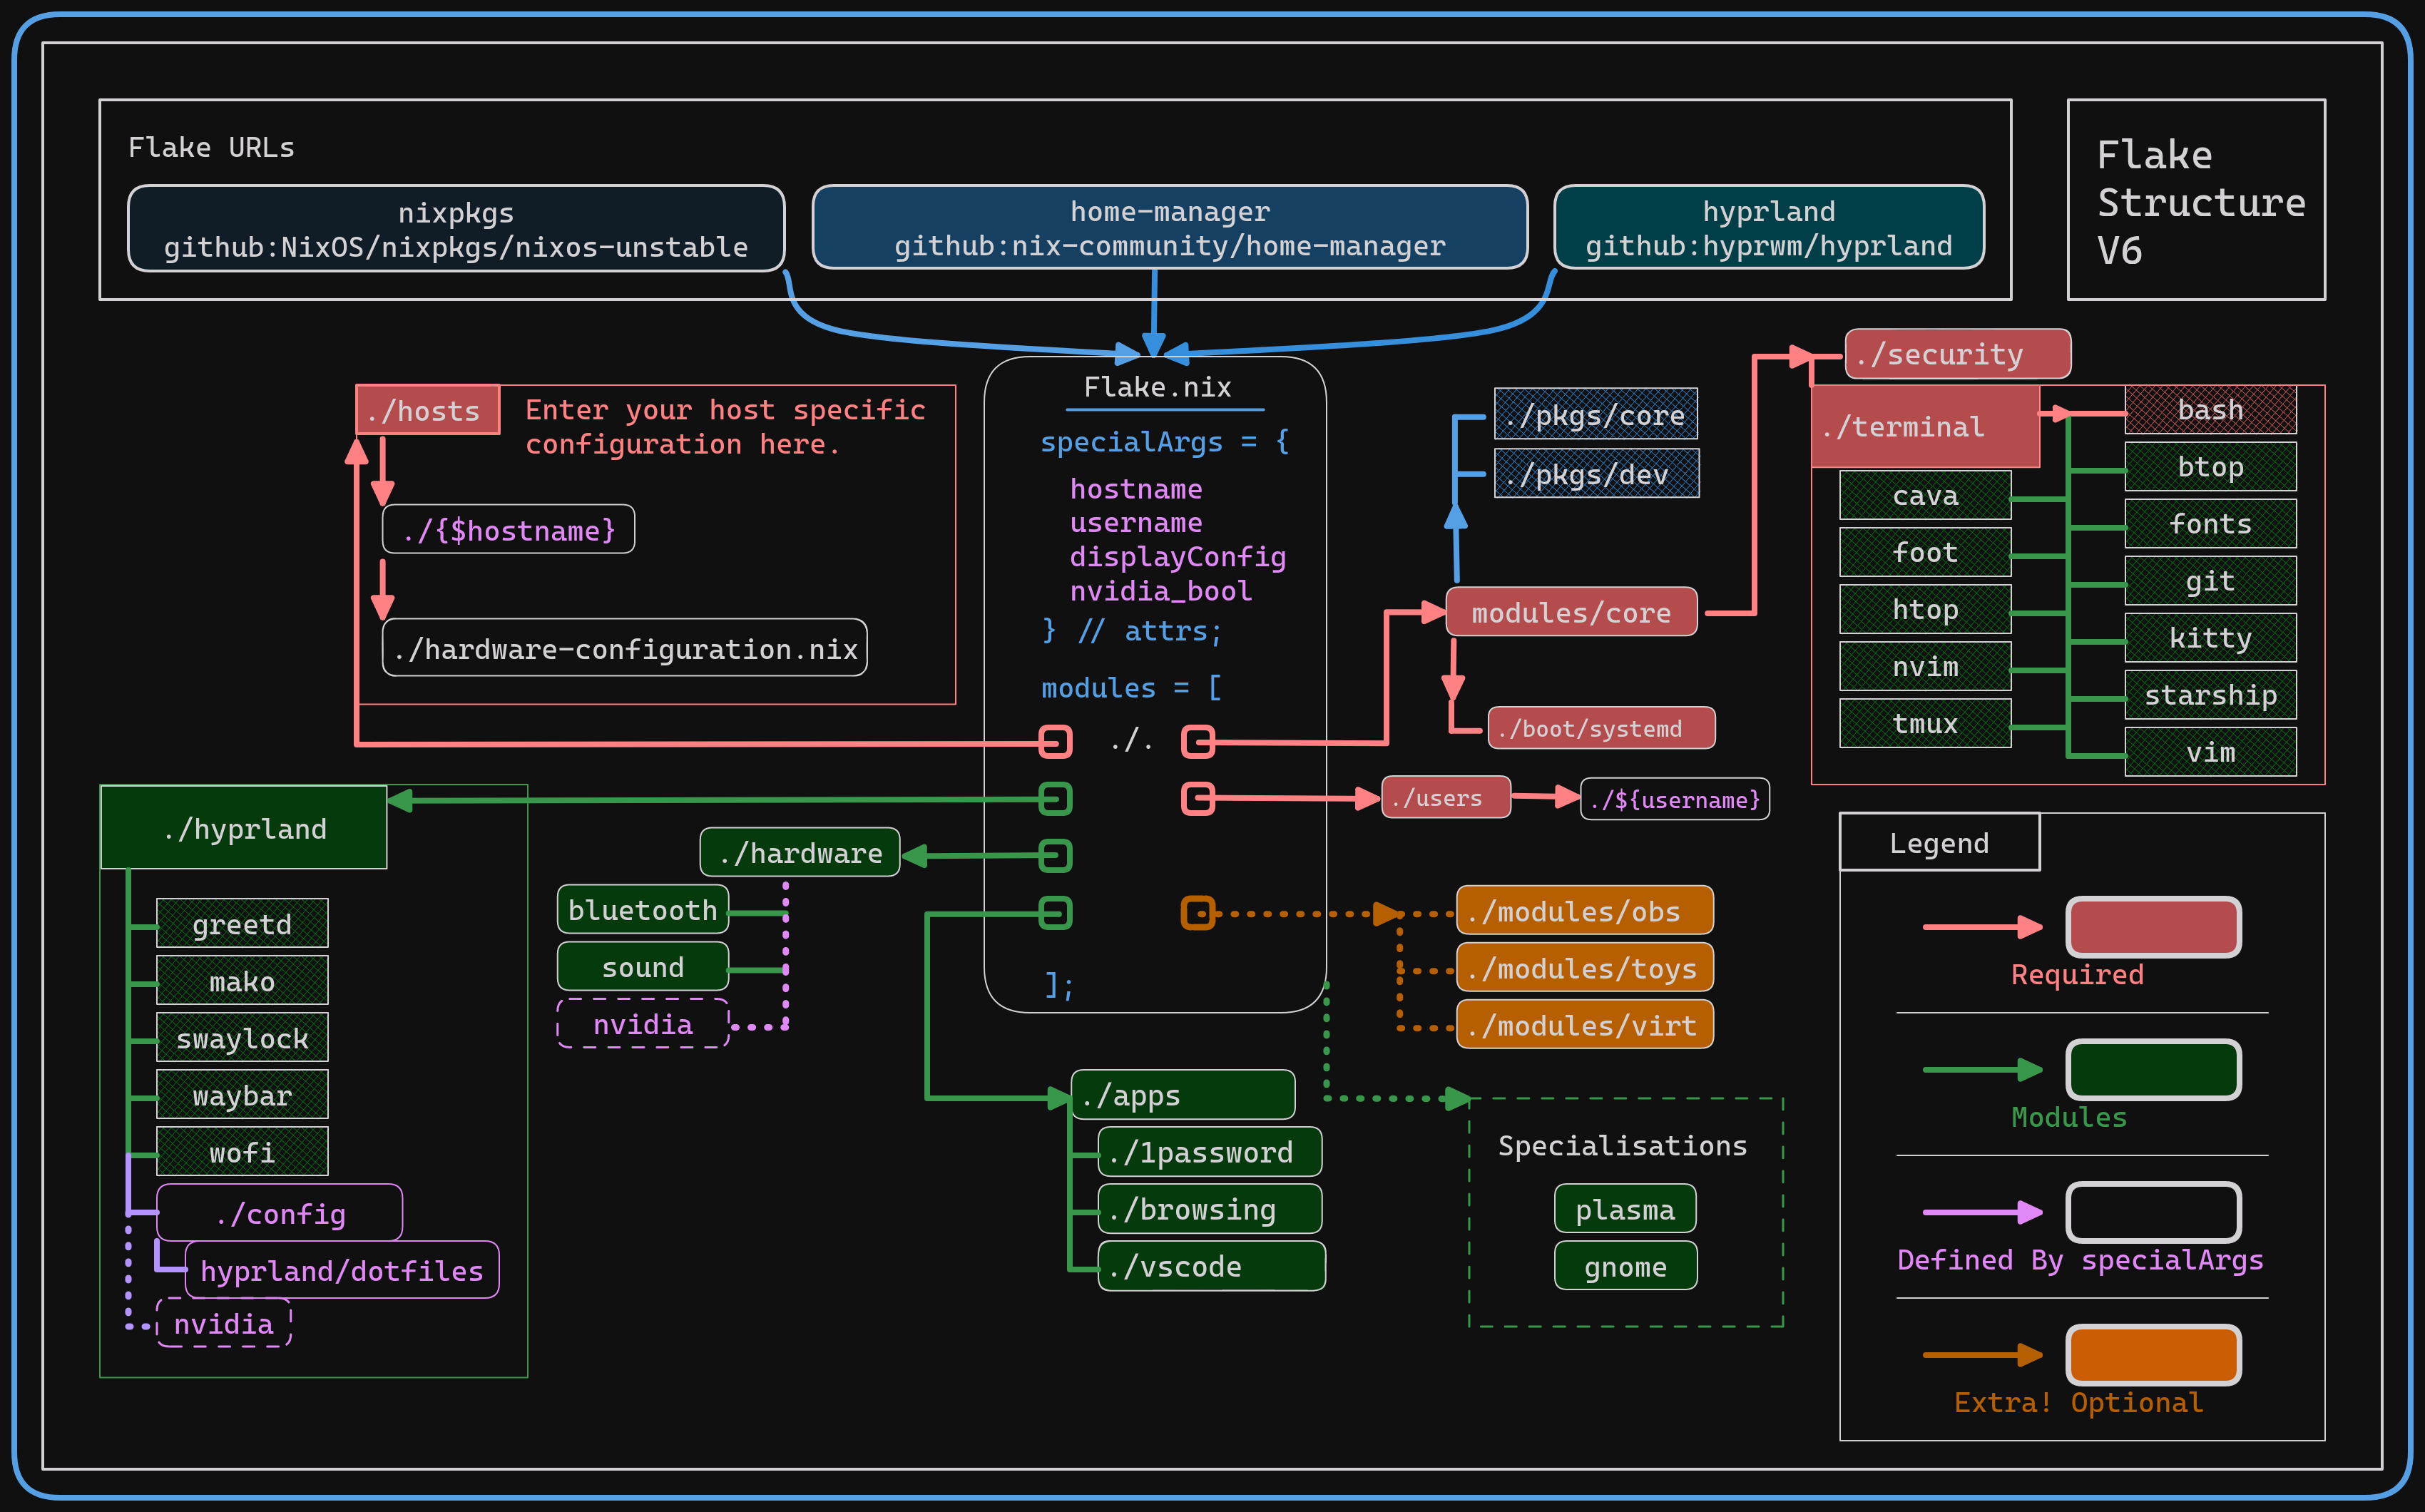 Flake URLs
nixpkgs
github:NixOS/nixpkgs/nixos-unstable
home-manager
github:nix-community/home-manager
hyprland
github:hyprwm/hyprland
Flake
Structure
V6
./hosts
Enter your host specific
configuration here.
./{$hostname}
./hardware-configuration.nix
Flake.nix
specialArgs = {
hostname
username
displayConfig
nvidia_bool
} // attrs;
modules = [
./.
];
./pkgs/core
./pkgs/dev
modules/core
./boot/systemd
./users
./${username}
./security
./terminal
bash
btop
fonts
git
kitty
starship
vim
cava
foot
htop
nvim
tmux
./hyprland
greetd
mako
swaylock
waybar
wofi
./config
hyprland/dotfiles
nvidia
./hardware
bluetooth
sound
nvidia
./apps
./1password
./browsing
./vscode
./modules/obs
./modules/toys
./modules/virt
Specialisations
plasma
gnome
Legend
Required
Modules
Defined By specialArgs
Extra! Optional